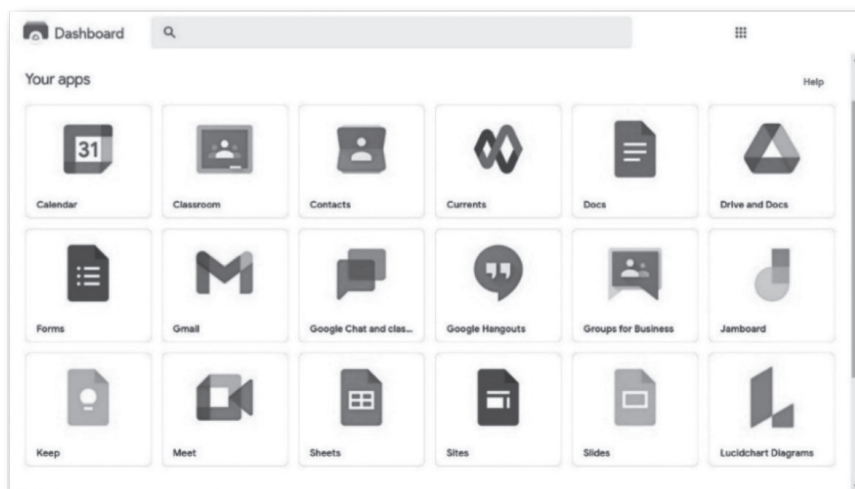 Dashboard
Your apps
Help
31
Calendar
Classroom
Contacts
Currents
Docs
Drive and Docs
Forms
Gmail
Google Chat and clas...
Google Hangouts
Groups for Business
Jamboard
Keep
Meet
Sheets
Sites
Slides
Lucidchart Diagrams